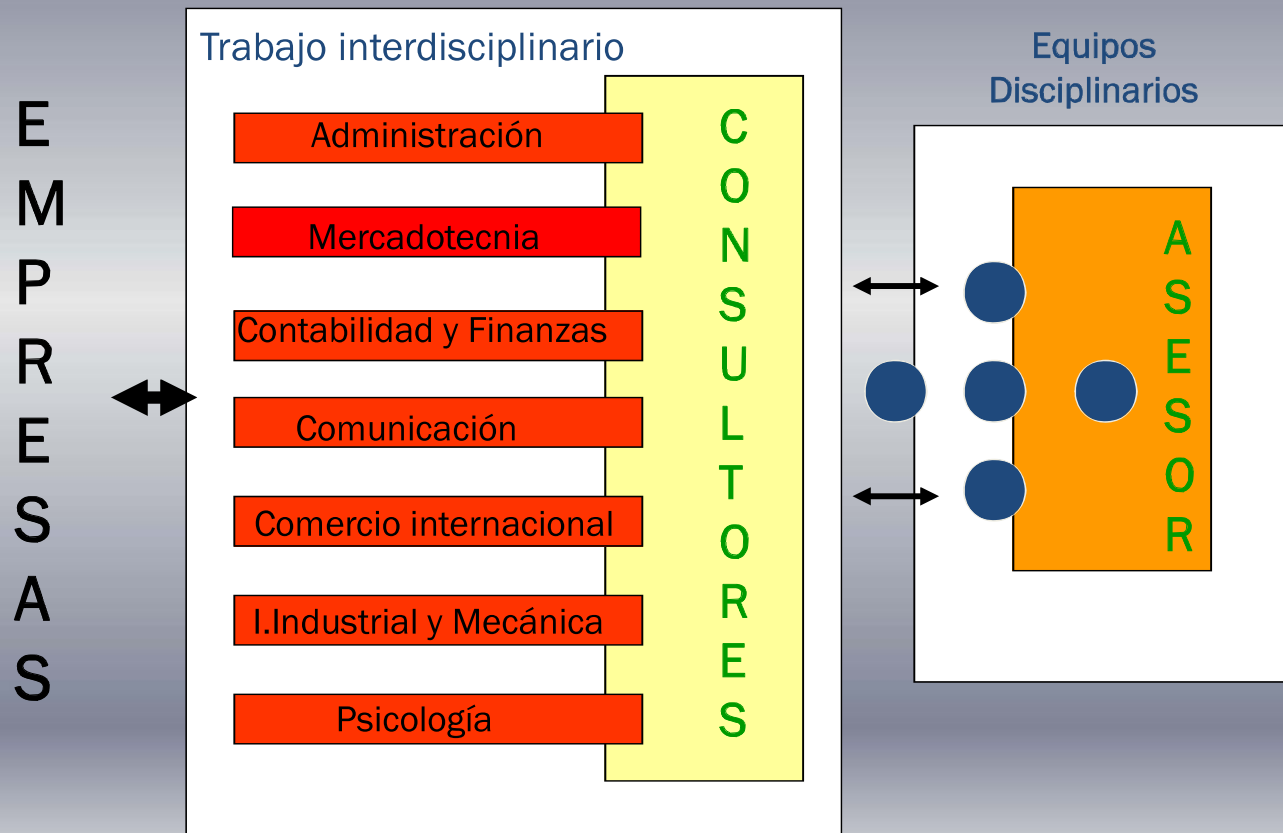 EMPRESAS
Trabajo interdisciplinario
Administración
Mercadotecnia
Contabilidad y Finanzas
Comunicación
Comercio internacional
I.Industrial y Mecánica
Psicología
CONSULTORES
Equipos
Disciplinarios
ASESOR